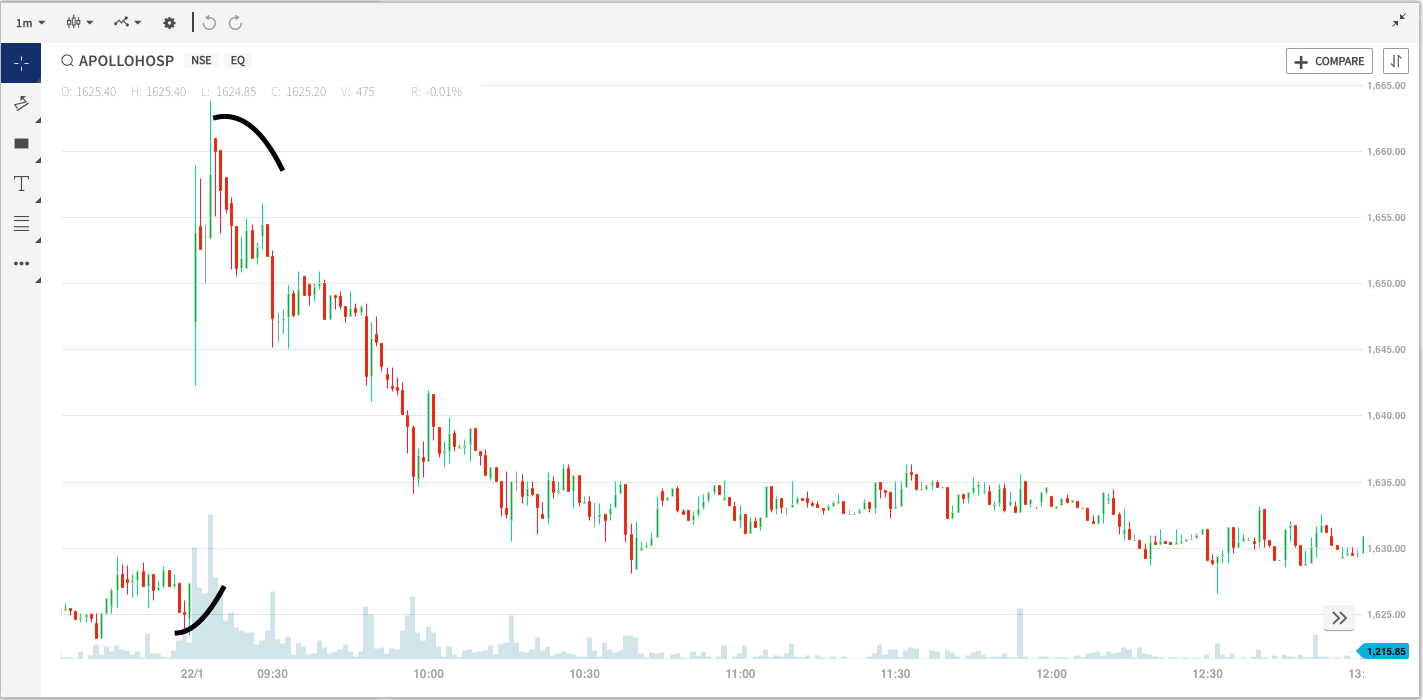 1m
APOLLOHOSP NSE EQ
COMPARE
O: 1625.40 H: 1625.40 L: 1624.85 C: 1625.20 V: 475 R: -0.01%
T
1,665.00
1,660.00
1,655.00
1,650.00
1,645.00
1,640.00
1,635.00
1,630.00
1,625.00
1,215.85
22/1 09:30 10:00 10:30 11:00 11:30 12:00 12:30 13: